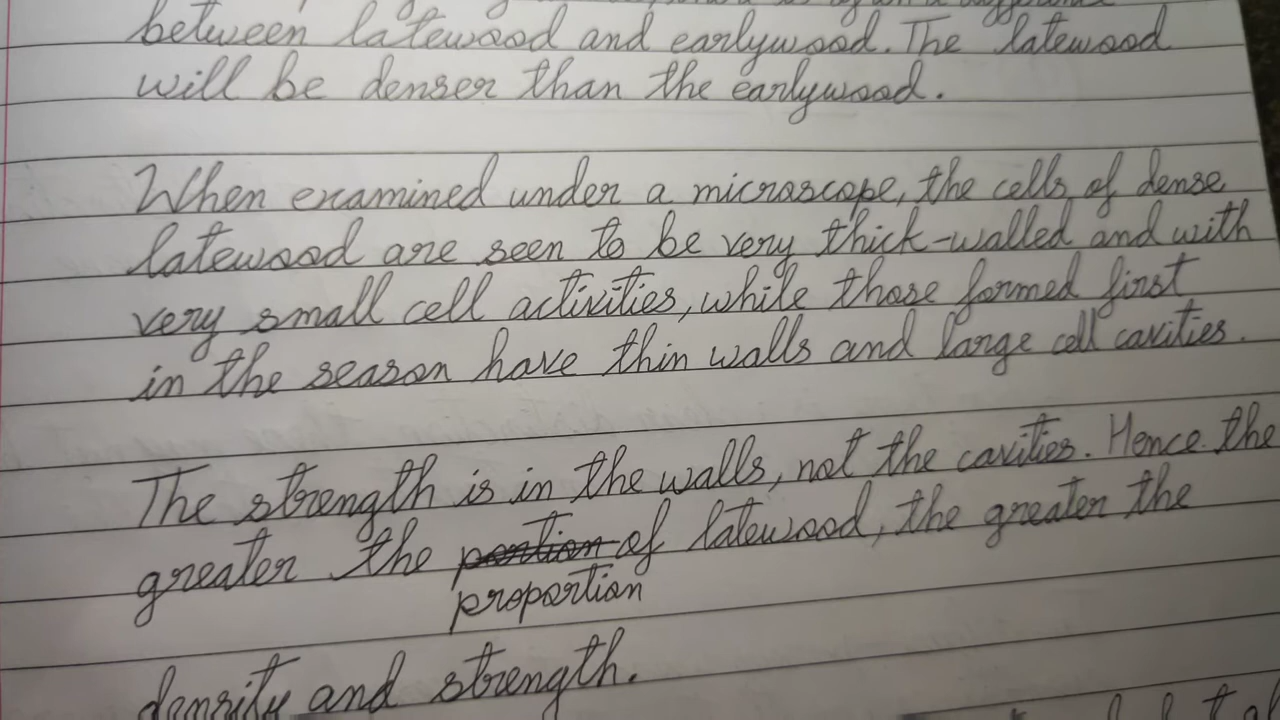 between latewood and earlywood. The latewood
will be denser than the earlywood.
When examined under a microscope, the cells of dense
latewood are seen to be very thick-walled and with
very small cell activities, while those formed first
in the season have thin walls and large cell cavities.
The strength is in the walls, not the cavities. Hence the
greater the portion of latewood, the greater the
proportion
density and strength.